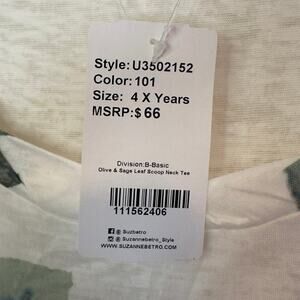 Style: U3502152
Color: 101
Size: 4 X Years
MSRP:$ 66
Division:B-Basic
Olive & Sage Leaf Scoop Neck Tee
111562406
@ Suzbetro
@ Suzannebetro_Style
WWW.SUZANNEBETRO.COM